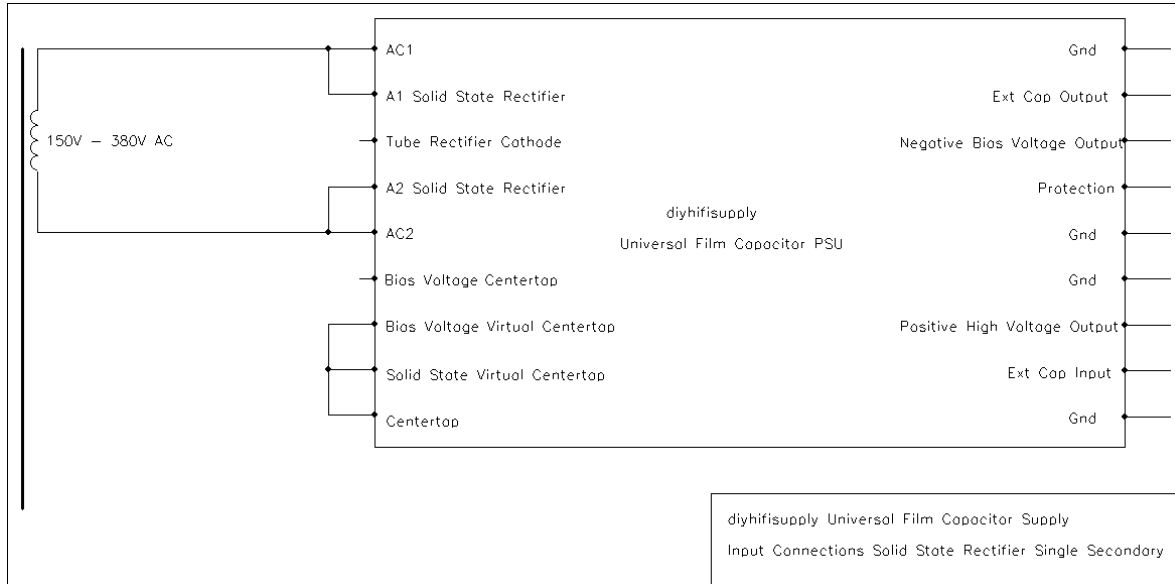 AC1
A1 Solid State Rectifier
150V – 380V AC
Tube Rectifier Cathode
A2 Solid State Rectifier
AC2
Bias Voltage Centertap
Bias Voltage Virtual Centertap
Solid State Virtual Centertap
Centertap
diyhifisupply
Universal Film Capacitor PSU
Gnd
Ext Cap Output
Negative Bias Voltage Output
Protection
Gnd
Gnd
Positive High Voltage Output
Ext Cap Input
Gnd
diyhifisupply Universal Film Capacitor Supply
Input Connections Solid State Rectifier Single Secondary